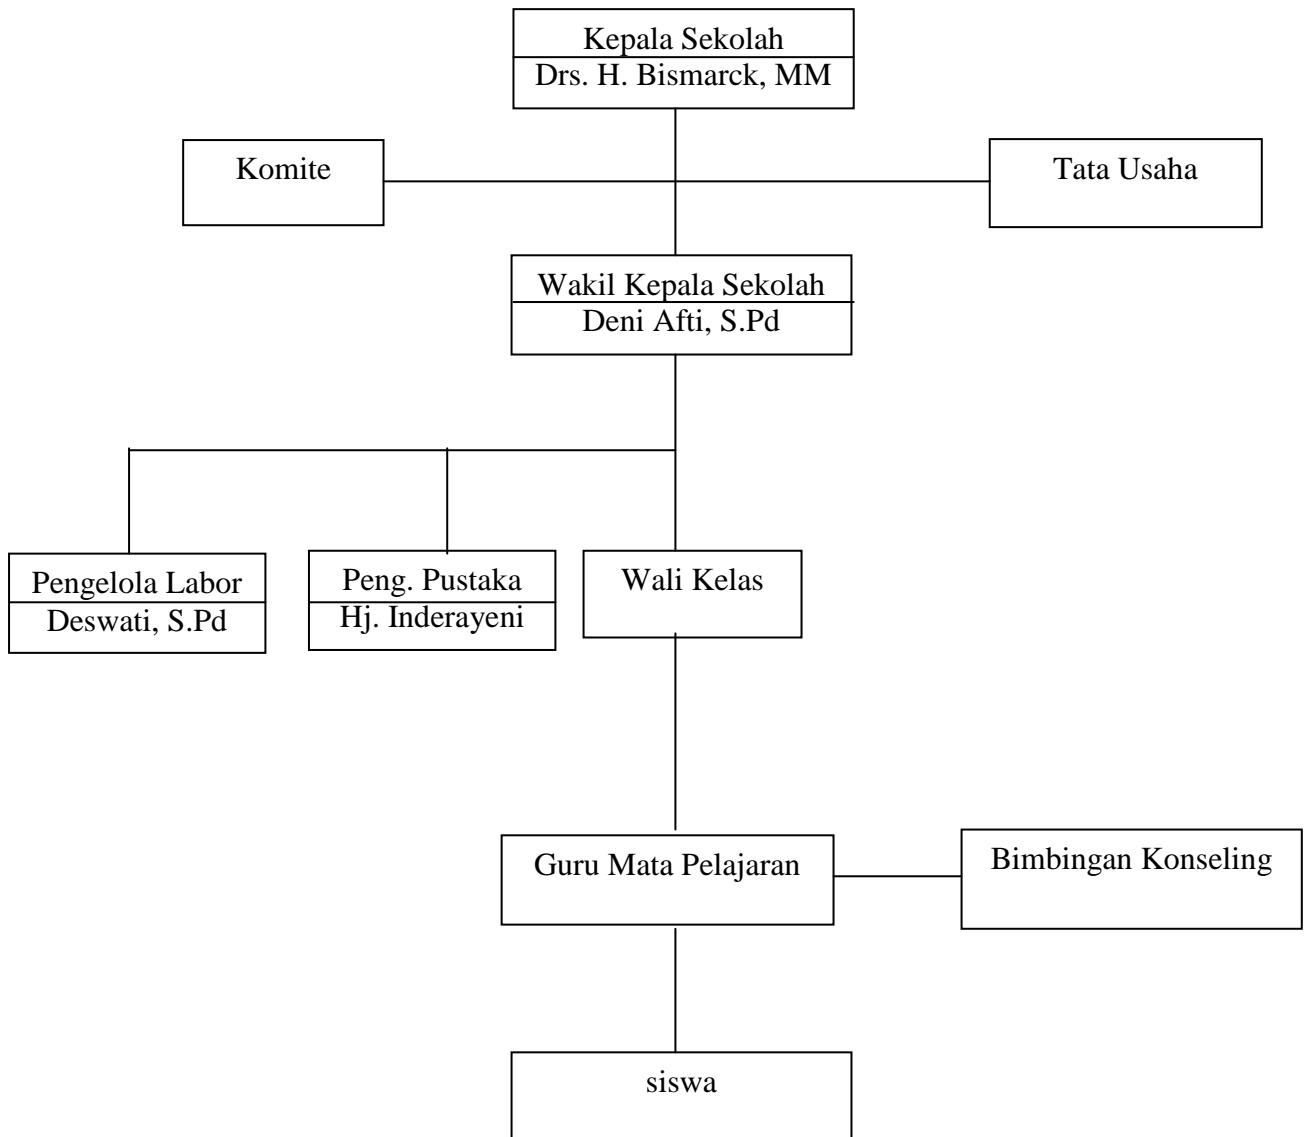 Kepala Sekolah
Drs. H. Bismarck, MM
Komite
Tata Usaha
Wakil Kepala Sekolah
Deni Afti, S.Pd
Pengelola Labor
Deswati, S.Pd
Peng. Pustaka
Hj. Inderayeni
Wali Kelas
Guru Mata Pelajaran
Bimbingan Konseling
siswa